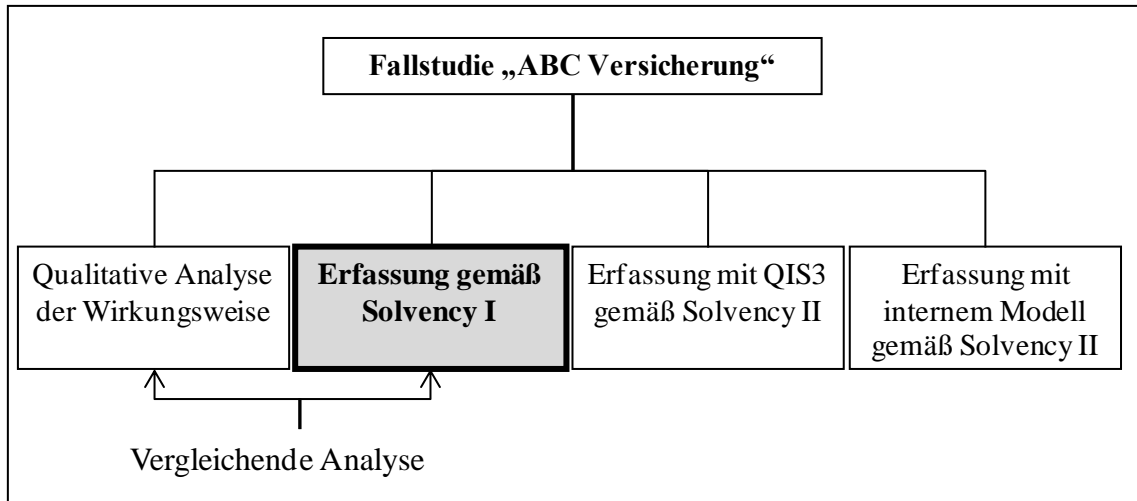 Fallstudie „ABC Versicherung“
Qualitative Analyse
der Wirkungsweise
Erfassung gemäß
Solvency I
Erfassung mit QIS3
gemäß Solvency II
Erfassung mit
internem Modell
gemäß Solvency II
Vergleichende Analyse